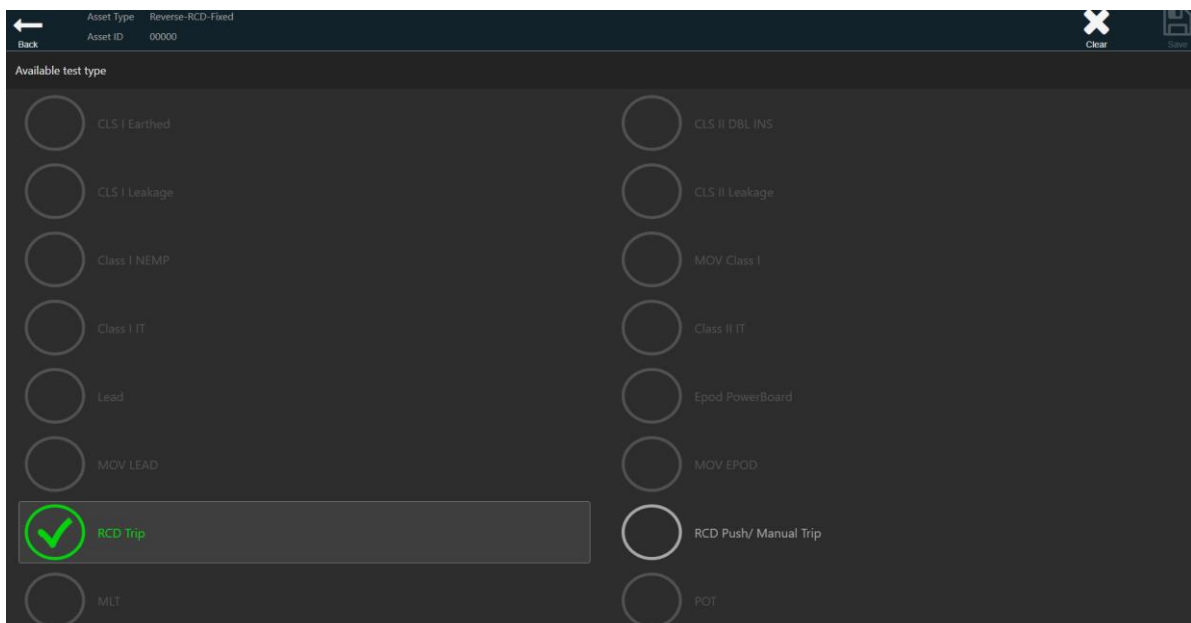 Asset Type Reverse-RCD-Fixed
Back Asset ID 00000 Clear Save
Available test type
CLS I Earthed CLS II DBL INS
CLS I Leakage CLS II Leakage
Class I NEMP MOV Class I
Class I IT Class II IT
Lead Epod PowerBoard
MOV LEAD MOV EPOD
RCD Trip RCD Push/ Manual Trip
MLT POT